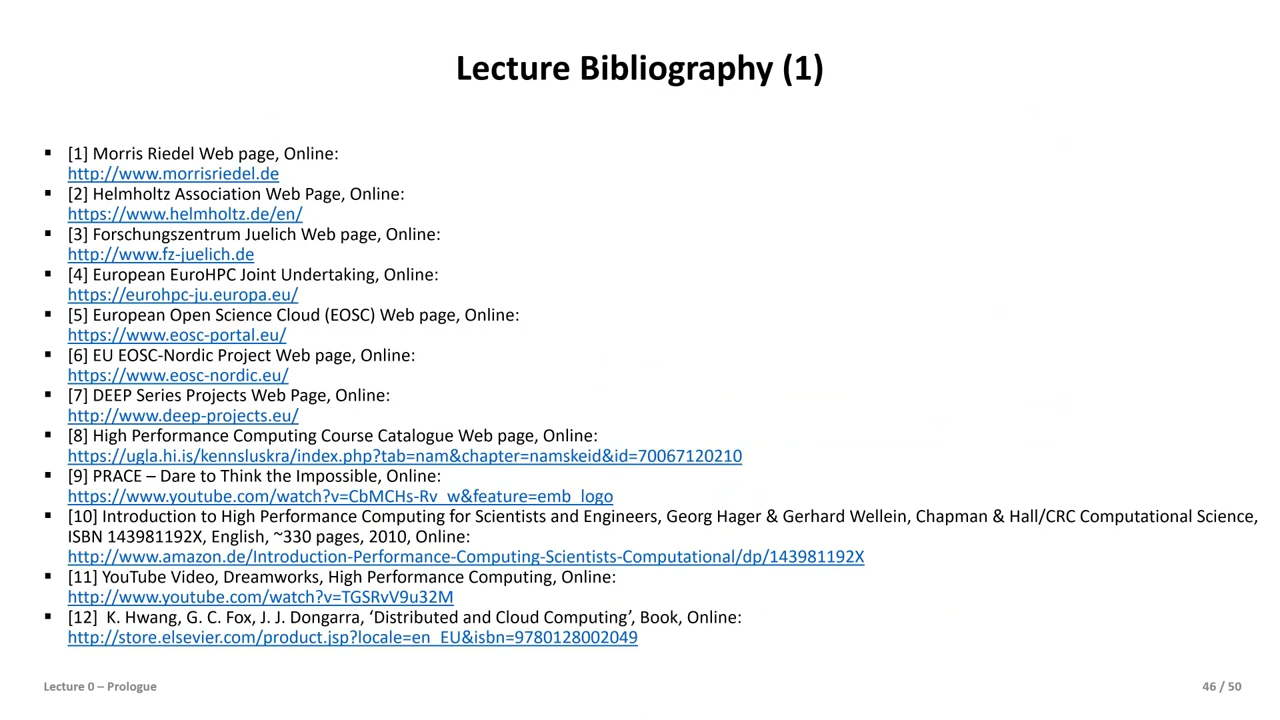 Lecture Bibliography (1)
▪ [1] Morris Riedel Web page, Online:
http://www.morrisriedel.de
▪ [2] Helmholtz Association Web Page, Online:
https://www.helmholtz.de/en/
▪ [3] Forschungszentrum Juelich Web page, Online:
http://www.fz-juelich.de
▪ [4] European EuroHPC Joint Undertaking, Online:
https://eurohpc-ju.europa.eu/
▪ [5] European Open Science Cloud (EOSC) Web page, Online:
https://www.eosc-portal.eu/
▪ [6] EU EOSC-Nordic Project Web page, Online:
https://www.eosc-nordic.eu/
▪ [7] DEEP Series Projects Web Page, Online:
http://www.deep-projects.eu/
▪ [8] High Performance Computing Course Catalogue Web page, Online:
https://ugla.hi.is/kennsluskra/index.php?tab=nam&chapter=namskeid&id=70067120210
▪ [9] PRACE – Dare to Think the Impossible, Online:
https://www.youtube.com/watch?v=CbMCHs-Rv_w&feature=emb_logo
▪ [10] Introduction to High Performance Computing for Scientists and Engineers, Georg Hager & Gerhard Wellein, Chapman & Hall/CRC Computational Science,
ISBN 143981192X, English, ~330 pages, 2010, Online:
http://www.amazon.de/Introduction-Performance-Computing-Scientists-Computational/dp/143981192X
▪ [11] YouTube Video, Dreamworks, High Performance Computing, Online:
http://www.youtube.com/watch?v=TGSRvV9u32M
▪ [12] K. Hwang, G. C. Fox, J. J. Dongarra, ‘Distributed and Cloud Computing’, Book, Online:
http://store.elsevier.com/product.jsp?locale=en_EU&isbn=9780128002049
Lecture 0 – Prologue
46 / 50